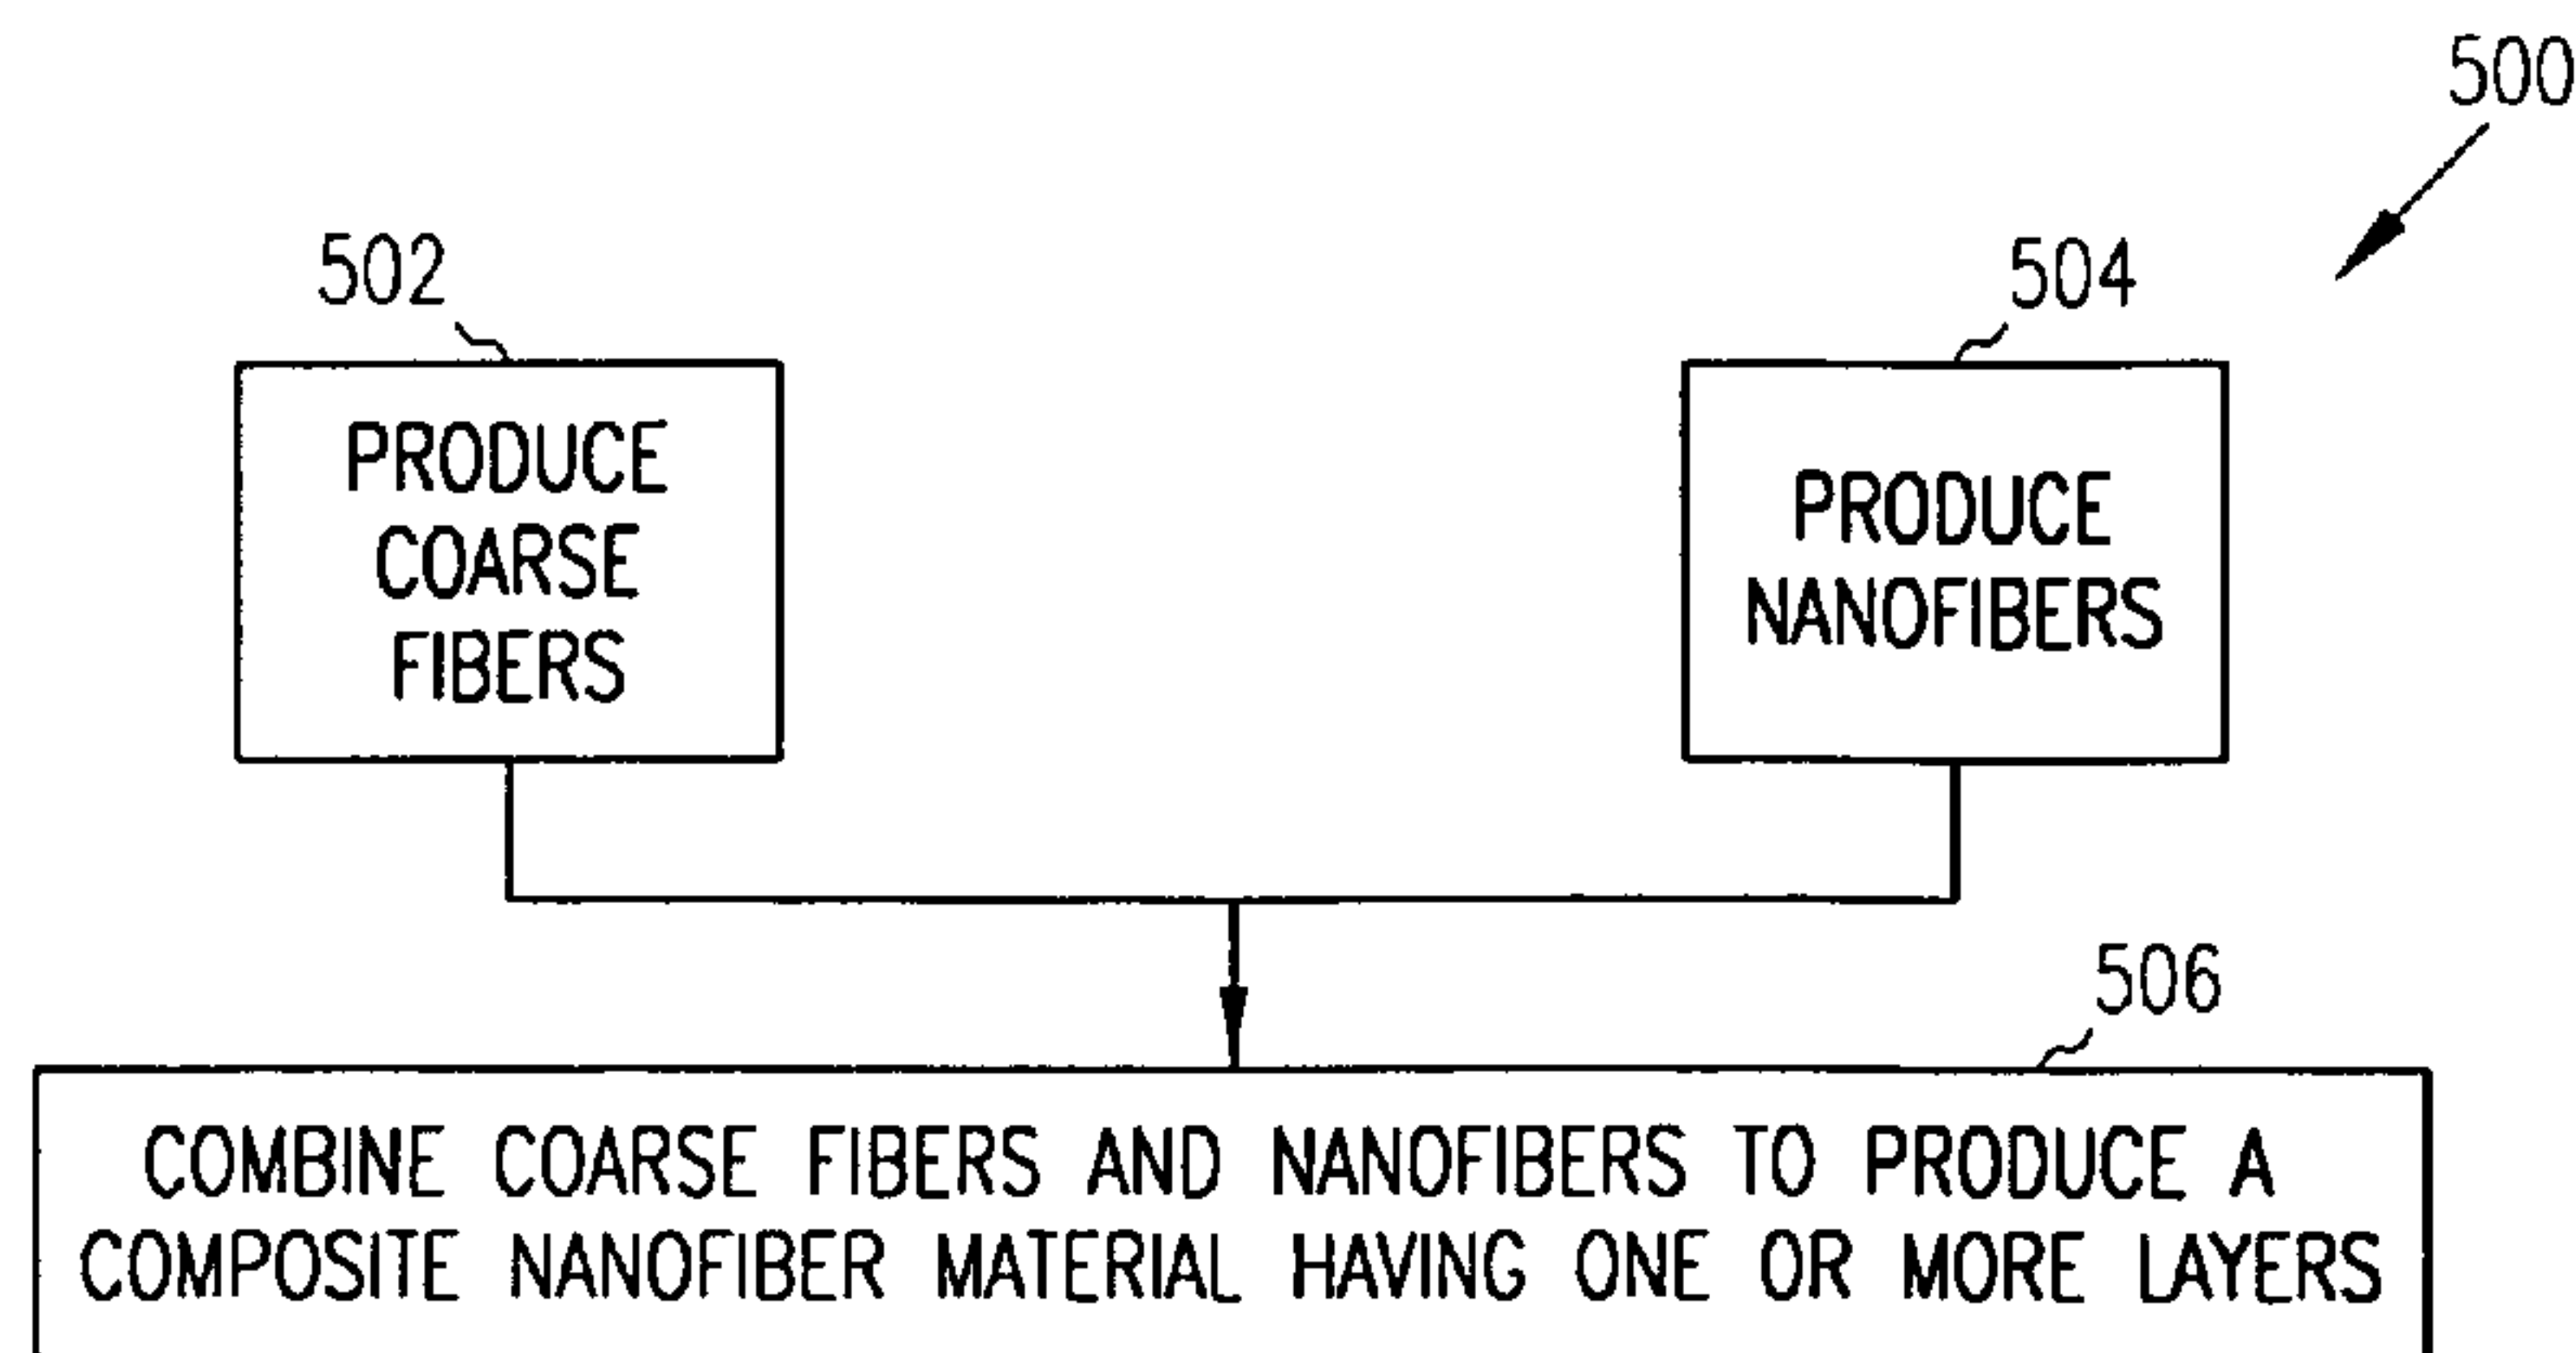 500
502
504
PRODUCE
COARSE
FIBERS
PRODUCE
NANOFIBERS
506
COMBINE COARSE FIBERS AND NANOFIBERS TO PRODUCE A
COMPOSITE NANOFIBER MATERIAL HAVING ONE OR MORE LAYERS